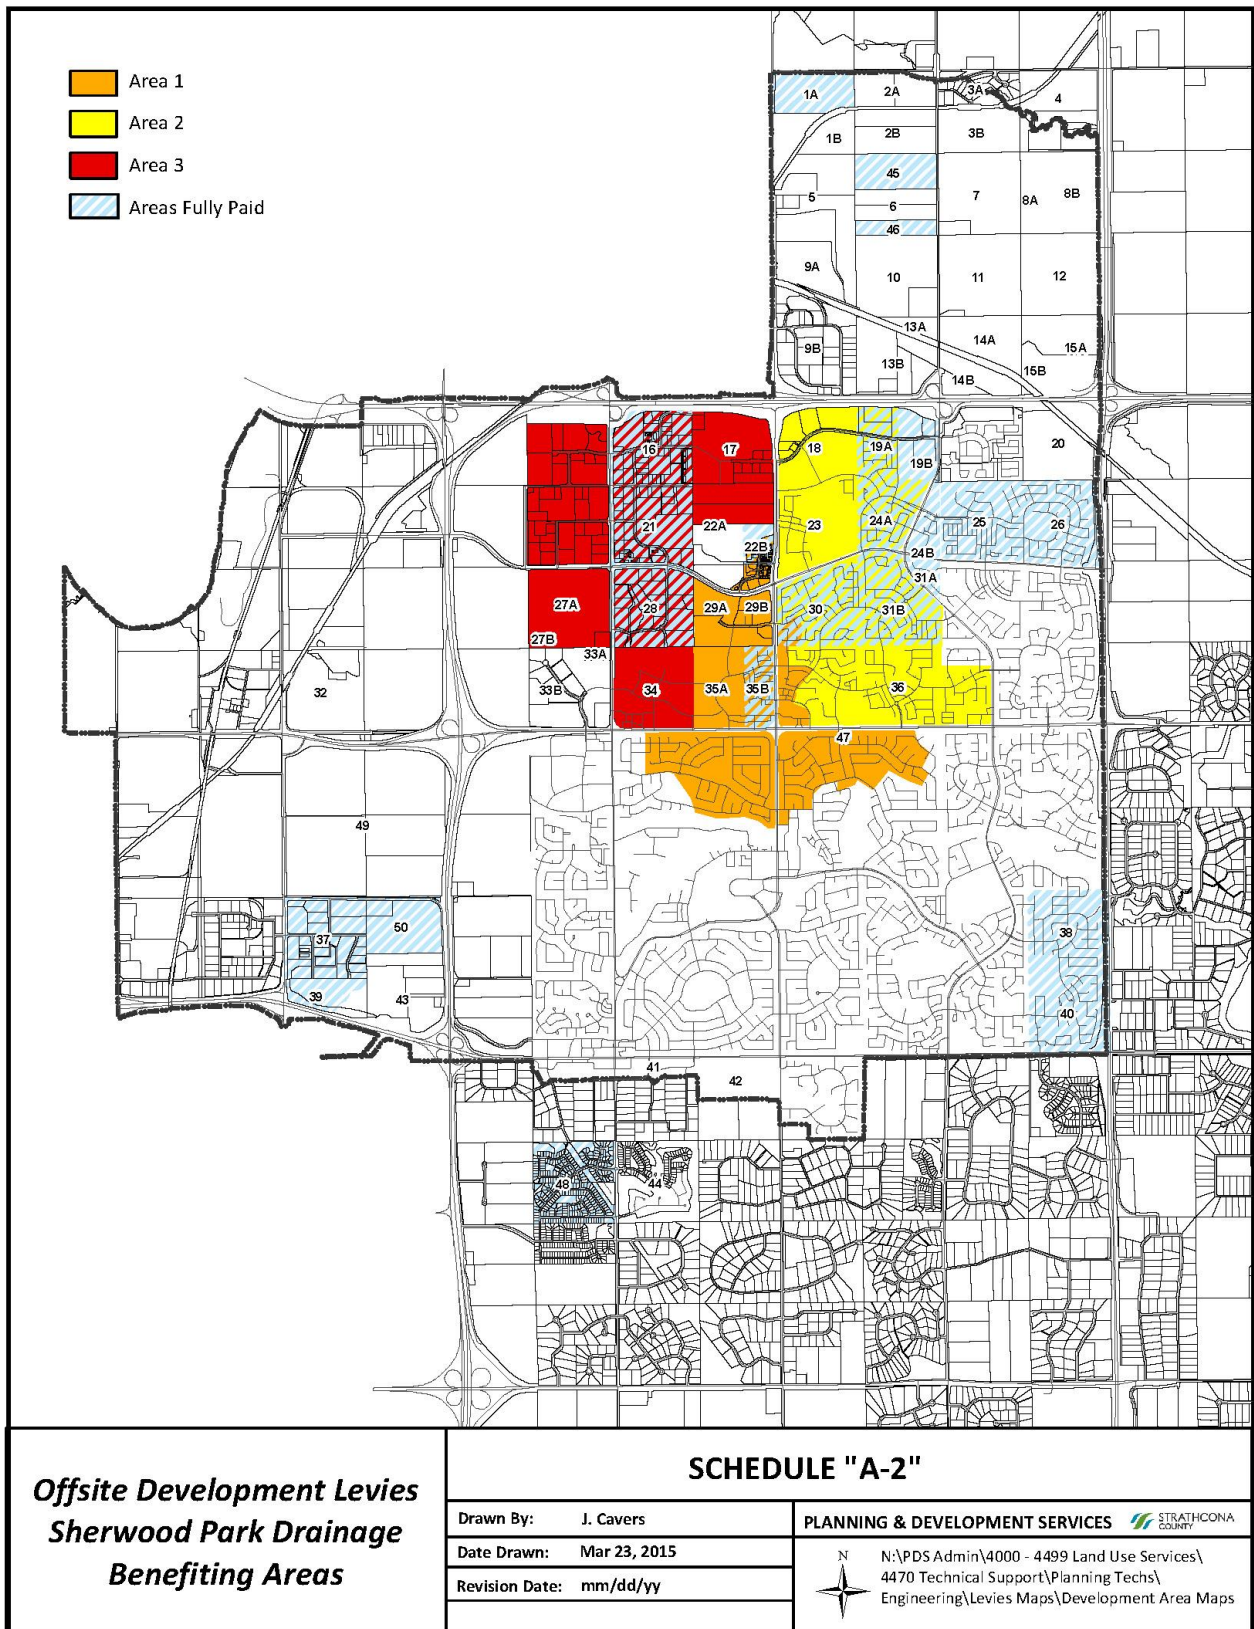 Area 1
Area 2
Area 3
Areas Fully Paid
1A
2A
3A
4
1B
2B
3B
45
5
6
7
8A
8B
46
9A
10
11
12
13A
14A
15A
9B
13B
14B
15B
16
17
18
19A
19B
20
21
22A
22B
23
24A
24B
25
26
27A
27B
28
29A
29B
30
31A
31B
32
33A
33B
34
35A
35B
36
47
49
37
50
39
43
38
40
41
42
48
44
Offsite Development Levies
Sherwood Park Drainage
Benefiting Areas
SCHEDULE "A-2"
Drawn By: J. Cavers
Date Drawn: Mar 23, 2015
Revision Date: mm/dd/yy
PLANNING & DEVELOPMENT SERVICES
STRATHCONA
COUNTY
N
N:\PDS Admin\4000 - 4499 Land Use Services\
4470 Technical Support\Planning Techs\
Engineering\Levies Maps\Development Area Maps